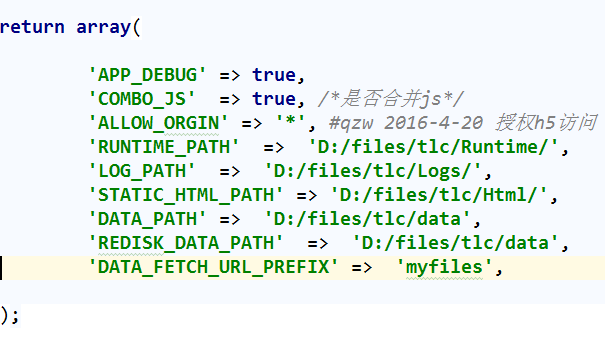 return array(
'APP_DEBUG' => true,
'COMBO_JS'  => true, /*是否合并js*/
'ALLOW_ORGIN' => '*', #qzw 2016-4-20 授权h5访问
'RUNTIME_PATH'  =>  'D:/files/tlc/Runtime/',
'LOG_PATH'  =>  'D:/files/tlc/Logs/',
'STATIC_HTML_PATH' => 'D:/files/tlc/Html/',
'DATA_PATH' =>  'D:/files/tlc/data',
'REDISK_DATA_PATH'  =>  'D:/files/tlc/data',
'DATA_FETCH_URL_PREFIX' =>  'myfiles',
);